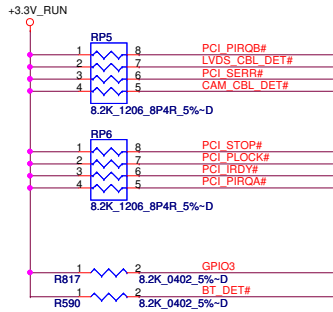 +3.3V_RUN
RP5
1 8 PCI_PIRQB#
2 7 LVDS_CBL_DET#
3 6 PCI_SERR#
4 5 CAM_CBL_DET#
8.2K_1206_8P4R_5%~D
RP6
1 8 PCI_STOP#
2 7 PCI_PLOCK#
3 6 PCI_IRDY#
4 5 PCI_PIRQA#
8.2K_1206_8P4R_5%~D
1 2 GPIO3
R817 8.2K_0402_5%~D
1 2 BT_DET#
R590 8.2K_0402_5%~D